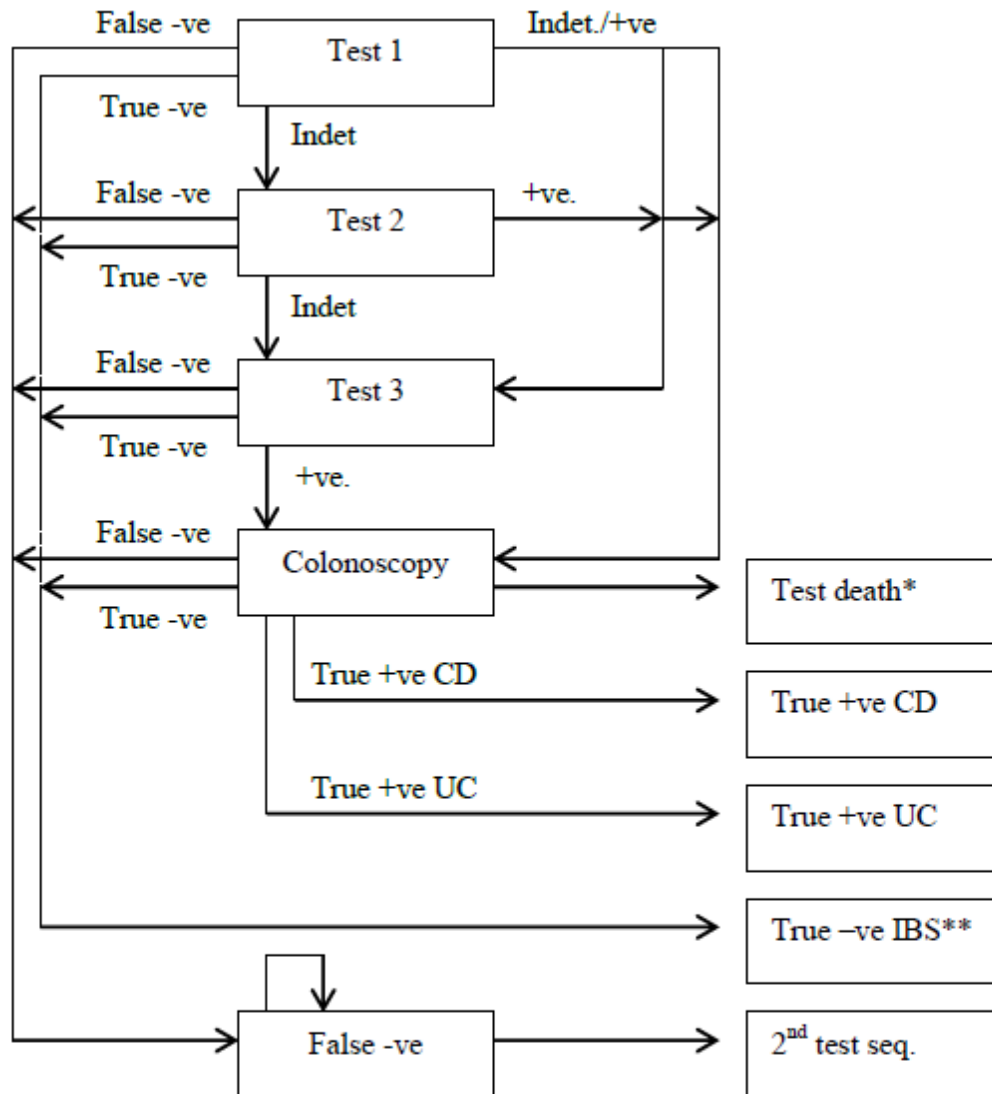 False -ve
Test 1
Indet./+ve
True -ve
Indet
False -ve
Test 2
+ve.
True -ve
Indet
False -ve
Test 3
True -ve
+ve.
False -ve
Colonoscopy
True -ve
Test death*
True +ve CD
True +ve CD
True +ve UC
True +ve UC
True –ve IBS**
False -ve
2nd test seq.